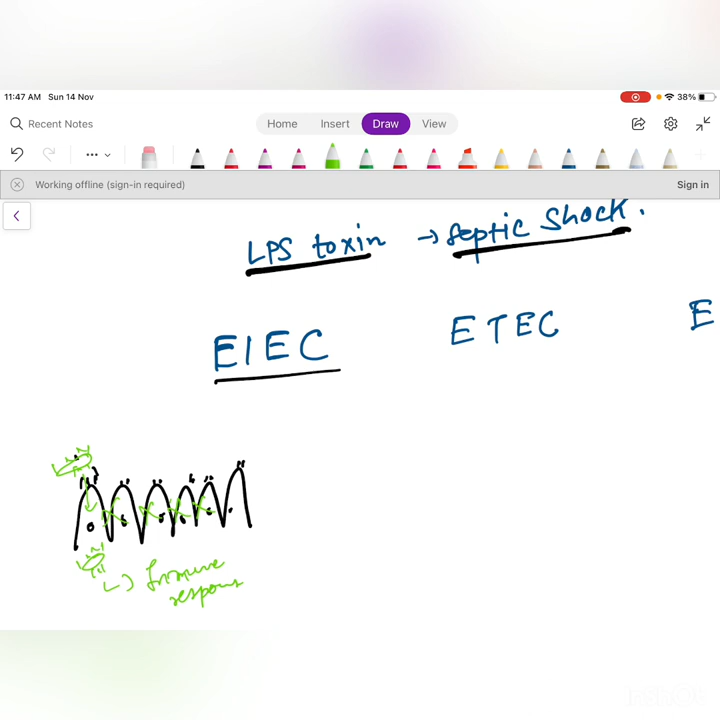 11:47 AM Sun 14 Nov
38%
Recent Notes
Home Insert Draw View
Working offline (sign-in required)
Sign in
LPS toxin → Septic Shock.
EIEC ETEC E
Immune
respons